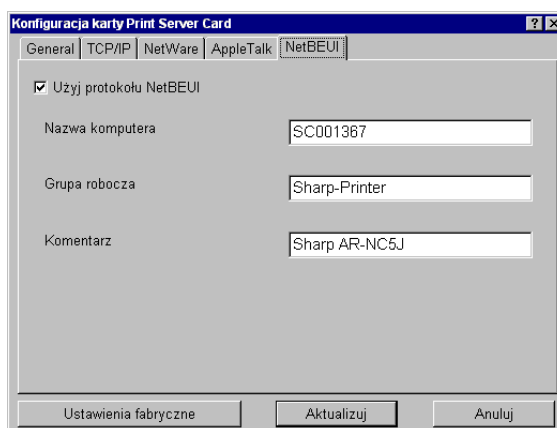 Konfiguracja karty Print Server Card
General TCP/IP NetWare AppleTalk NetBEUI
Użyj protokołu NetBEUI
Nazwa komputera SC001367
Grupa robocza Sharp-Printer
Komentarz Sharp AR-NC5J
Ustawienia fabryczne Aktualizuj Anuluj